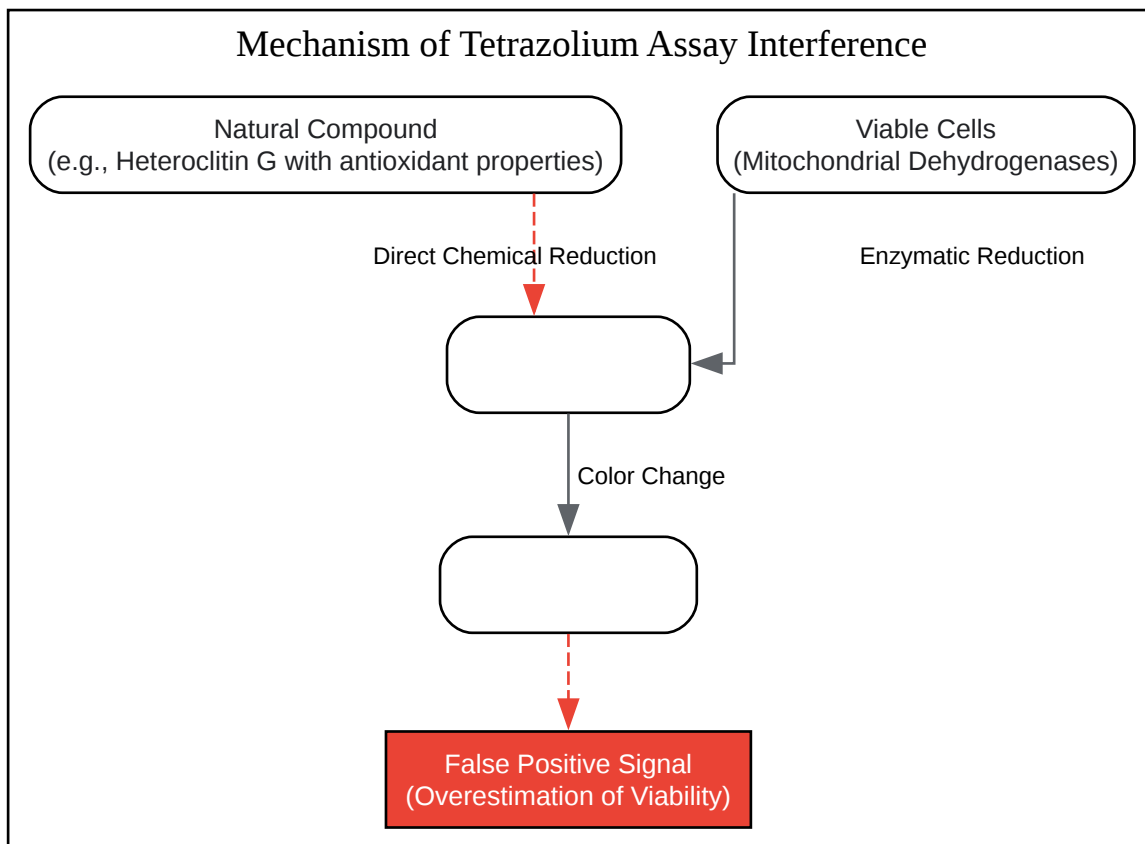 Mechanism of Tetrazolium Assay Interference
Natural Compound
(e.g., Heteroclitin G with antioxidant properties)
Viable Cells
(Mitochondrial Dehydrogenases)
Direct Chemical Reduction
Enzymatic Reduction
Color Change
False Positive Signal
(Overestimation of Viability)